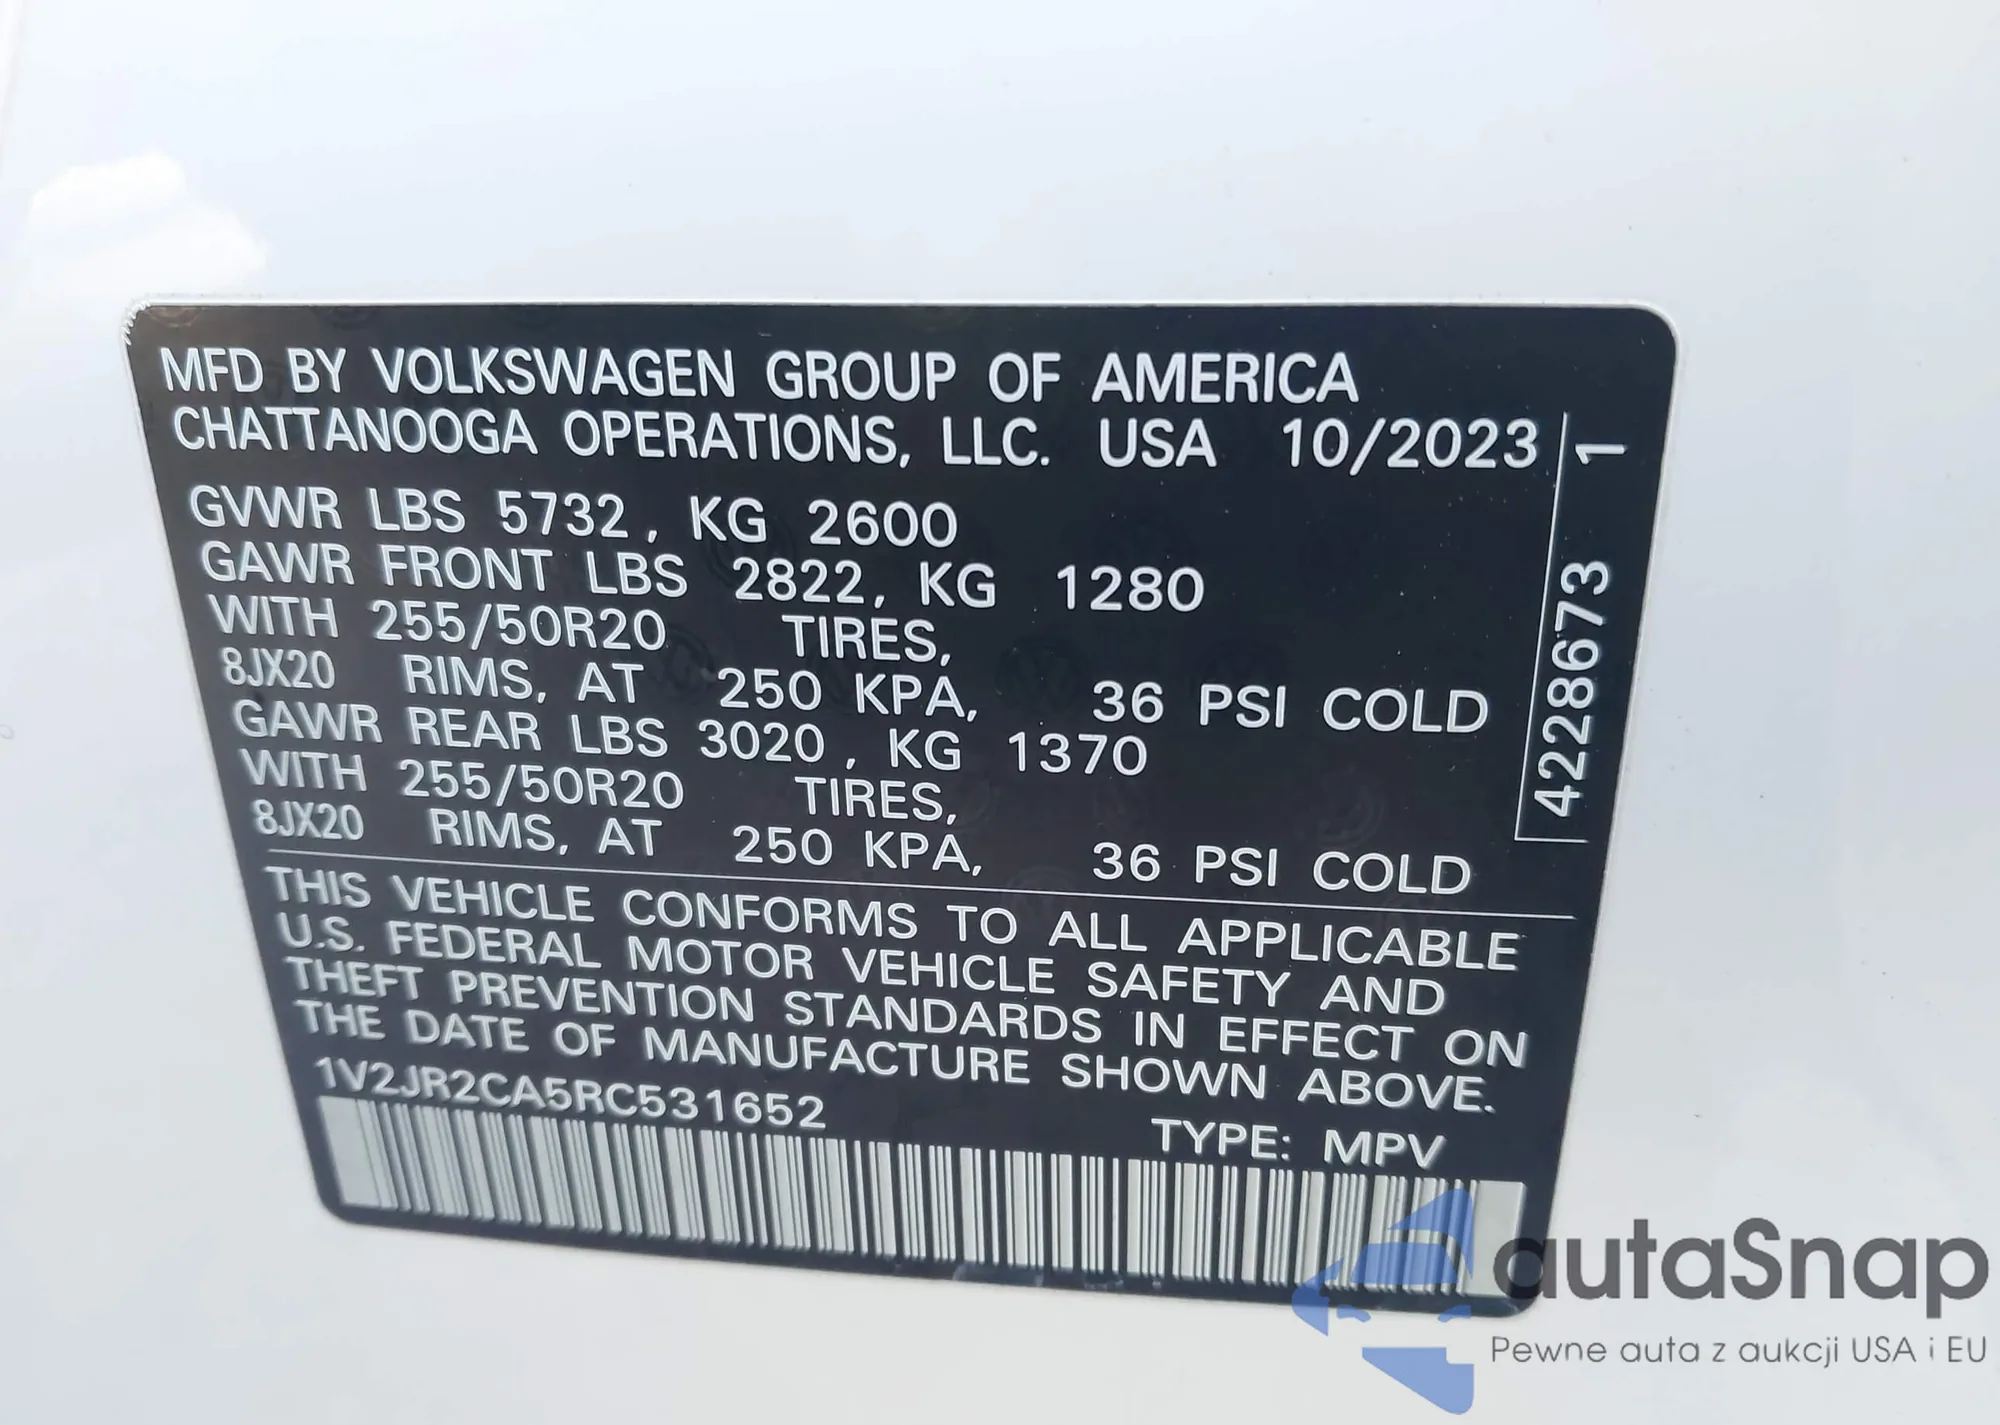 MFD BY VOLKSWAGEN GROUP OF AMERICA
CHATTANOOGA OPERATIONS, LLC. USA 10/2023
GVWR LBS 5732, KG 2600
GAWR FRONT LBS 2822, KG 1280
WITH 255/50R20 TIRES,
8JX20 RIMS, AT 250 KPA, 36 PSI COLD
GAWR REAR LBS 3020, KG 1370
WITH 255/50R20 TIRES,
8JX20 RIMS, AT 250 KPA, 36 PSI COLD
4228673 1
THIS VEHICLE CONFORMS TO ALL APPLICABLE
U.S. FEDERAL MOTOR VEHICLE SAFETY AND
THEFT PREVENTION STANDARDS IN EFFECT ON
THE DATE OF MANUFACTURE SHOWN ABOVE.
1V2JR2CA5RC531652
TYPE: MPV
autaSnap
Pewne auta z aukcji USA i EU